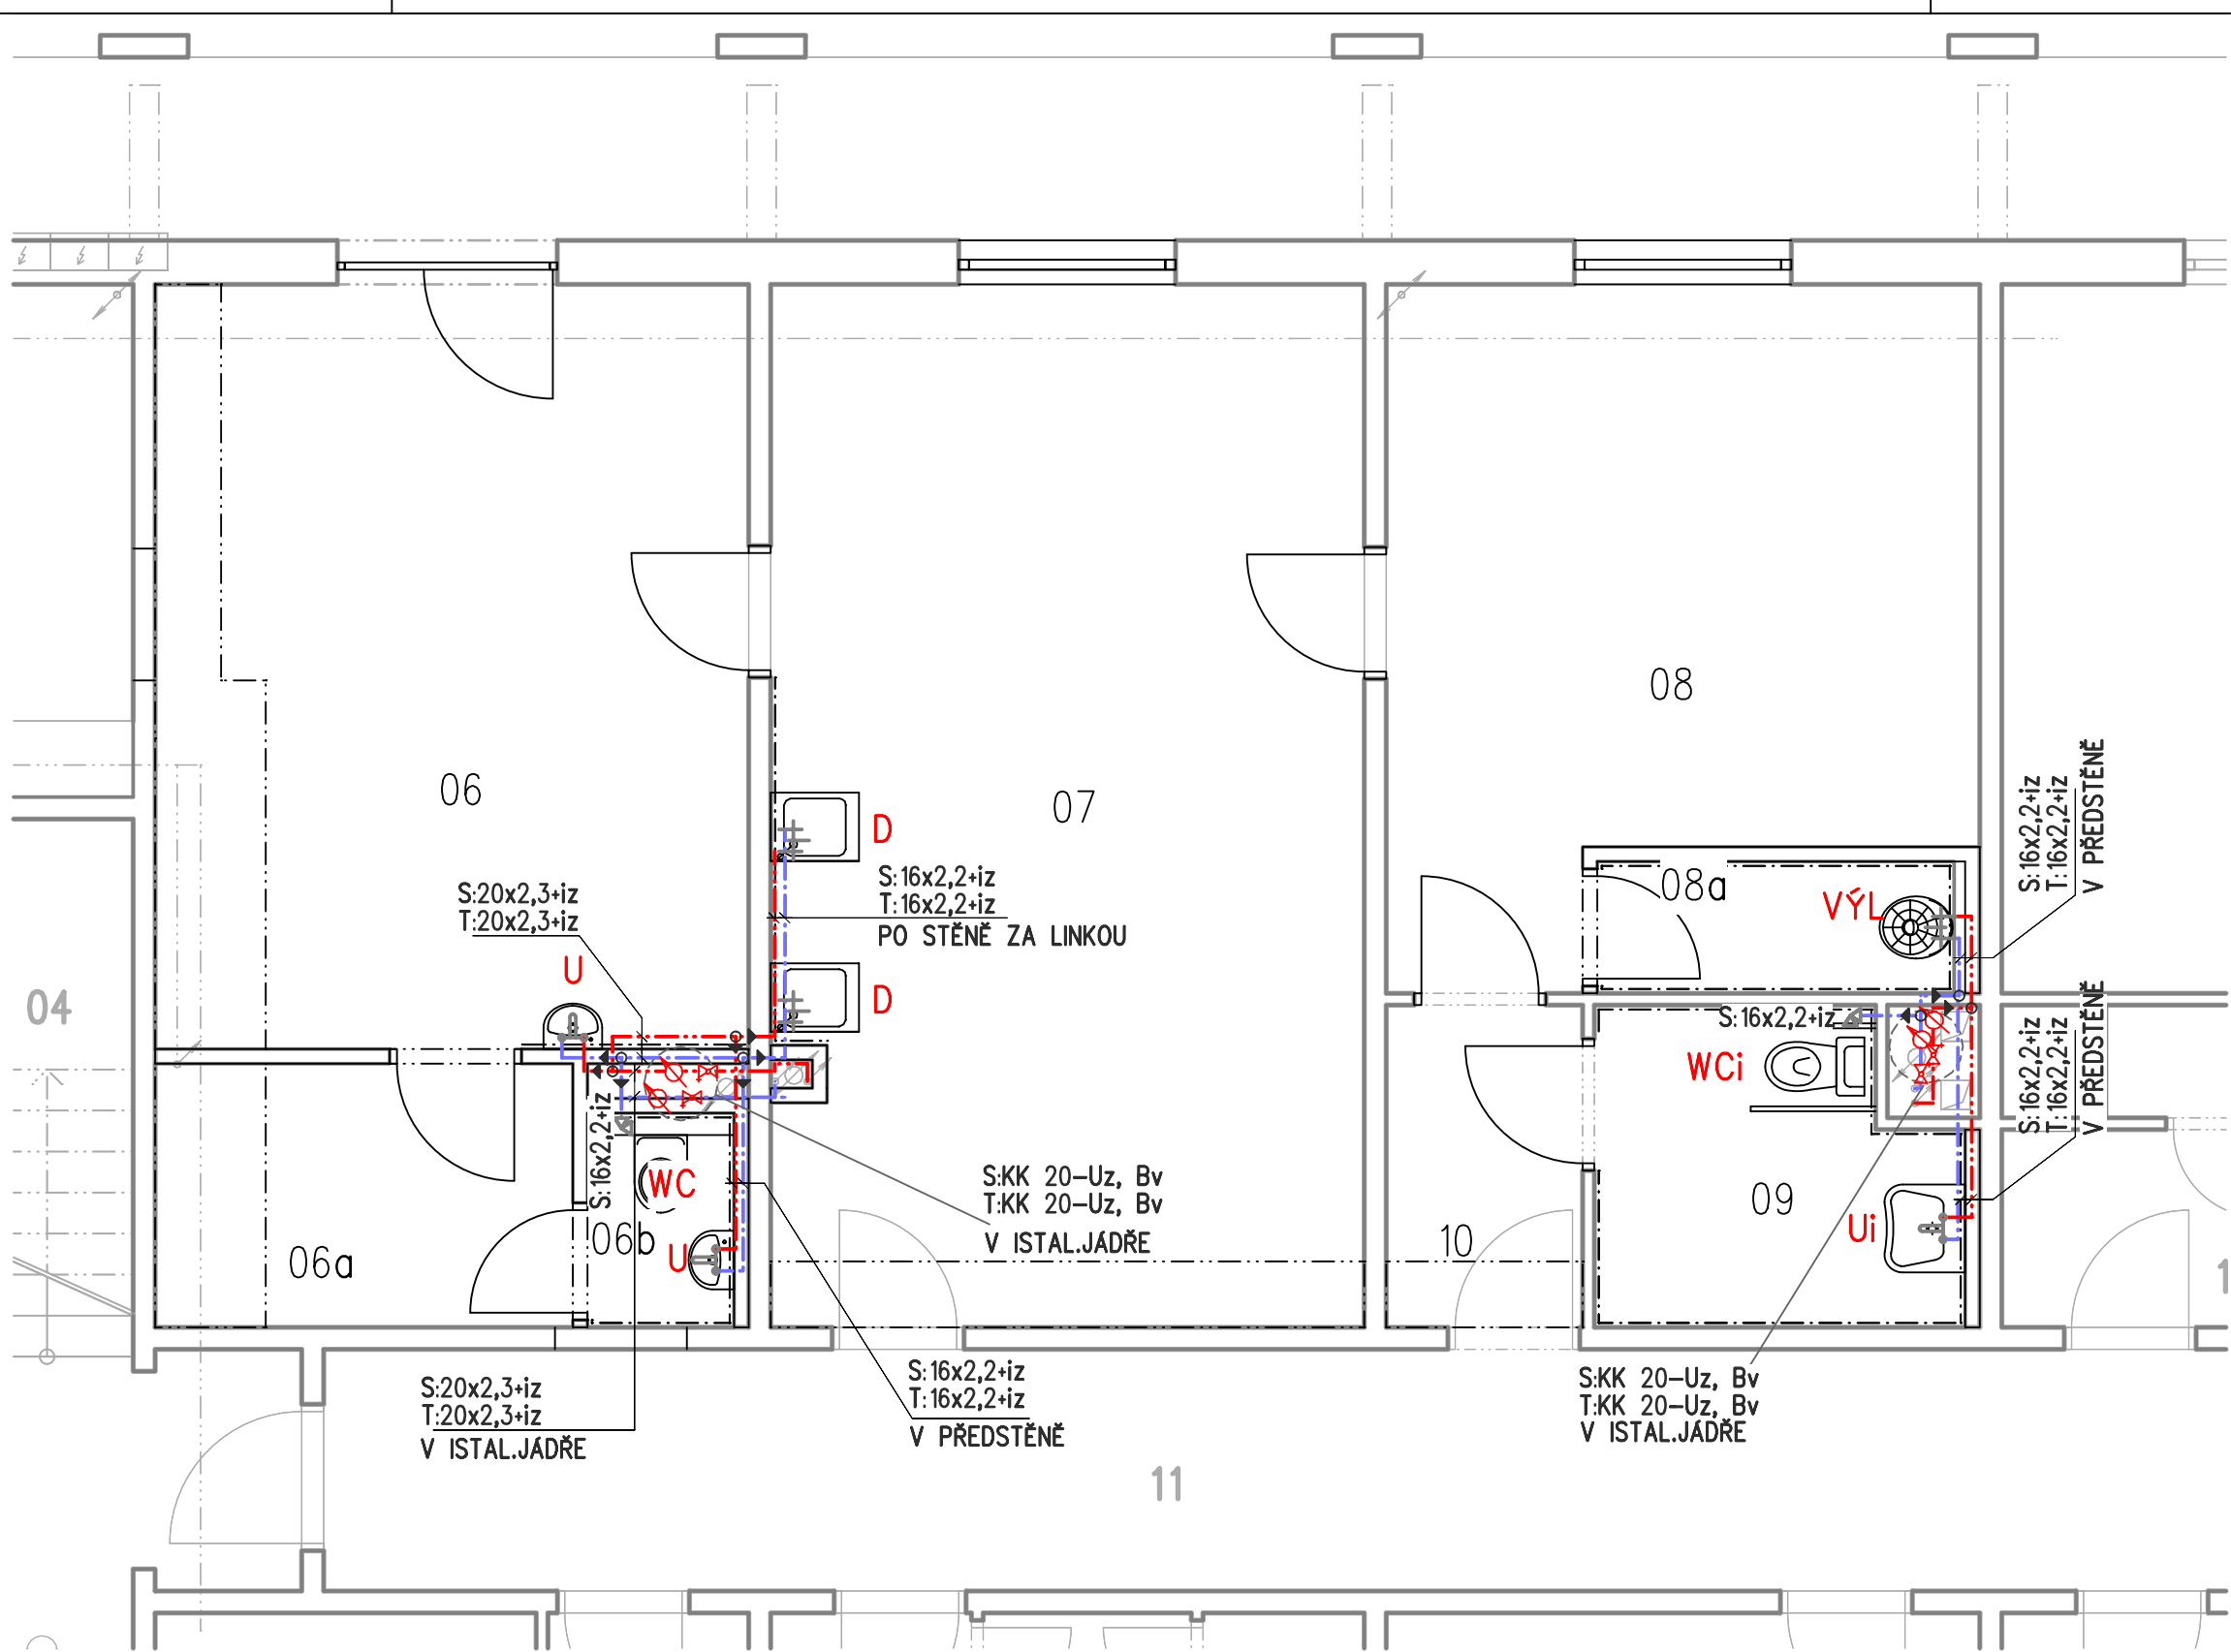 08
06
07
S:16x2,2+iz
T:16x2,2+iz
V PŘEDSTĚNĚ
D
S:16x2,2+iz
T:16x2,2+iz
PO STĚNĚ ZA LINKOU
08a
VÝL
S:20x2,3+iz
T:20x2,3+iz
U
D
04
S:16x2,2+iz
WCi
S:16x2,2+iz
T:16x2,2+iz
V PŘEDSTĚNĚ
S:16x2,2+iz
WC
S:KK 20-Uz, Bv
T:KK 20-Uz, Bv
V ISTAL.JÁDŘE
09
Ui
10
06b
U
06a
1
S:20x2,3+iz
T:20x2,3+iz
V ISTAL.JÁDŘE
S:16x2,2+iz
T:16x2,2+iz
V PŘEDSTĚNĚ
S:KK 20-Uz, Bv
T:KK 20-Uz, Bv
V ISTAL.JÁDŘE
11